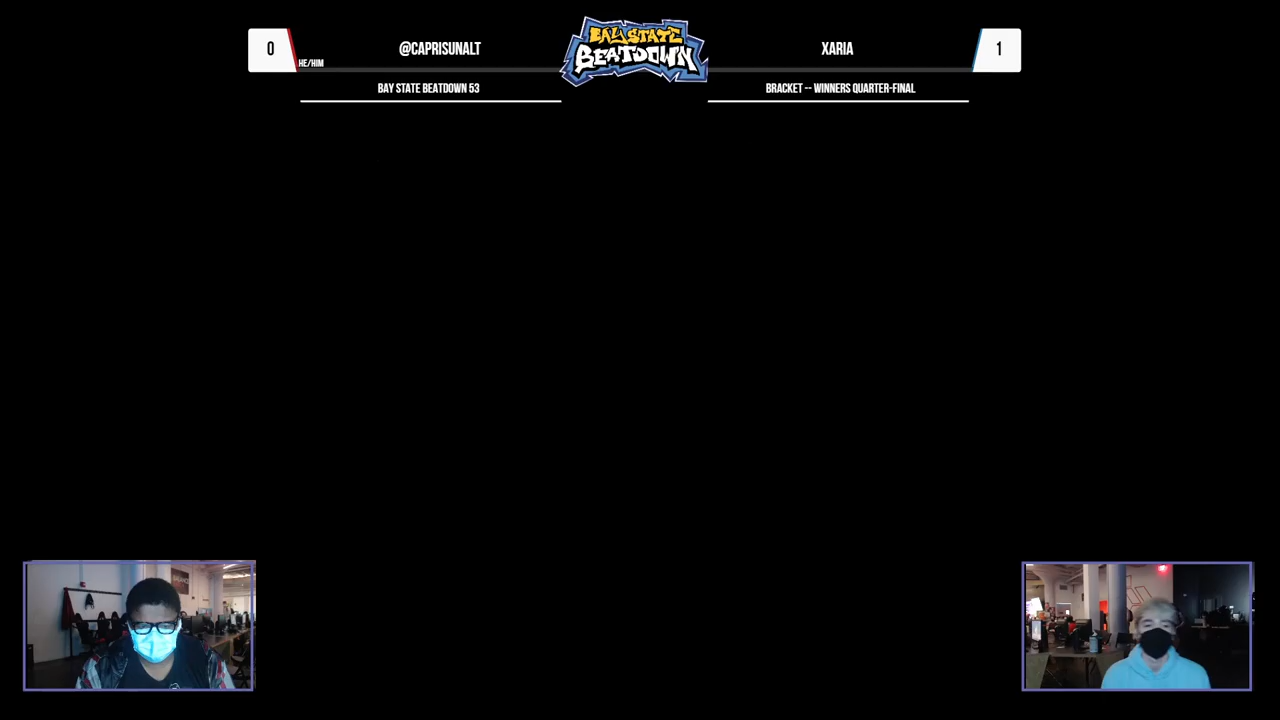 0
@CAPRISUNALT
HE/HIM
BAY STATE
BEATDOWN
XARIA
1
BAY STATE BEATDOWN 53
BRACKET -- WINNERS QUARTER-FINAL